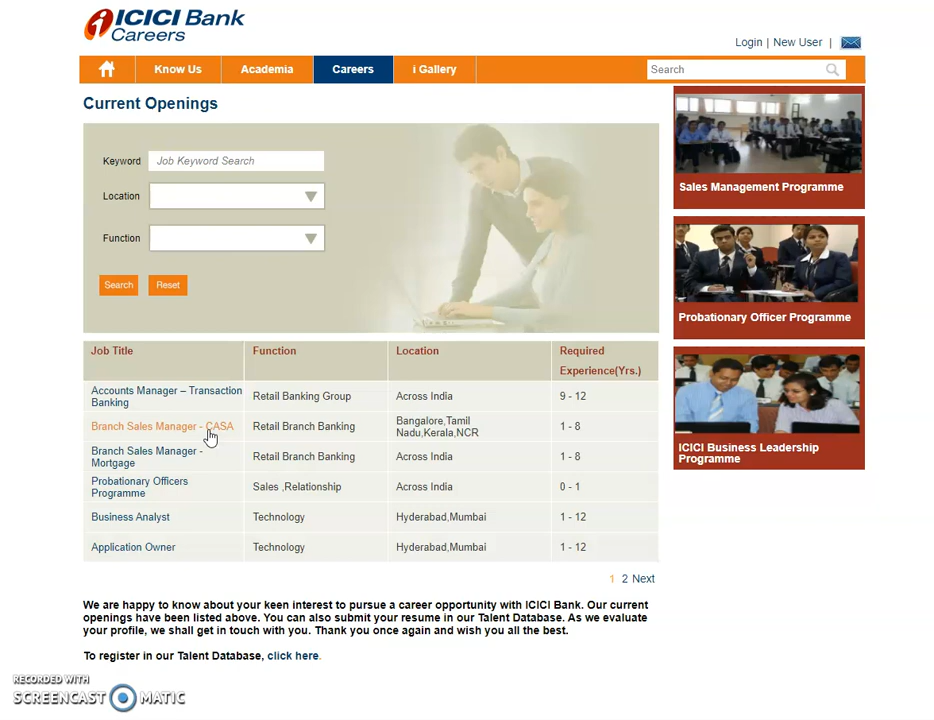 ICICI Bank
Careers
Login | New User |
Know Us
Academia
Careers
i Gallery
Search
Current Openings
Keyword
Job Keyword Search
Location
Function
Search
Reset
Sales Management Programme
Probationary Officer Programme
ICICI Business Leadership
Programme
Job Title
Function
Location
Required
Experience(Yrs.)
Accounts Manager – Transaction
Banking
Retail Banking Group
Across India
9 - 12
Branch Sales Manager - CASA
Retail Branch Banking
Bangalore,Tamil
Nadu,Kerala,NCR
1 - 8
Branch Sales Manager -
Mortgage
Retail Branch Banking
Across India
1 - 8
Probationary Officers
Programme
Sales ,Relationship
Across India
0 - 1
Business Analyst
Technology
Hyderabad,Mumbai
1 - 12
Application Owner
Technology
Hyderabad,Mumbai
1 - 12
1 2 Next
We are happy to know about your keen interest to pursue a career opportunity with ICICI Bank. Our current
openings have been listed above. You can also submit your resume in our Talent Database. As we evaluate
your profile, we shall get in touch with you. Thank you once again and wish you all the best.
To register in our Talent Database, click here.
RECORDED WITH
SCREENCAST MATIC